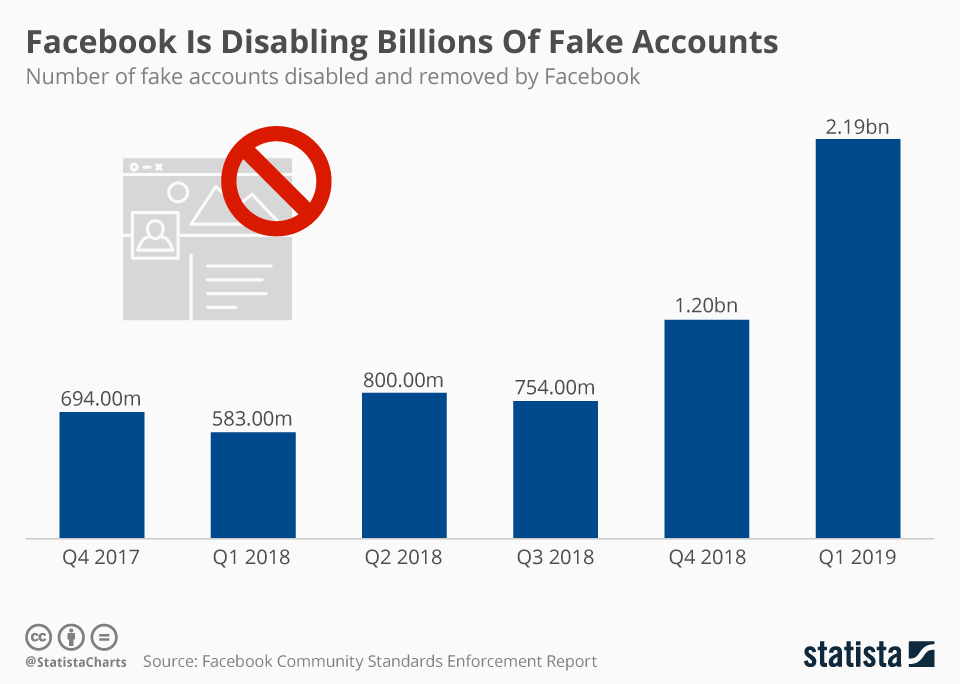 Facebook Is Disabling Billions Of Fake Accounts
Number of fake accounts disabled and removed by Facebook
2.19bn
1.20bn
800.00m
754.00m
694.00m
583.00m
Q4 2017 Q1 2018 Q2 2018 Q3 2018 Q4 2018 Q1 2019
cc
@StatistaCharts Source: Facebook Community Standards Enforcement Report
statista